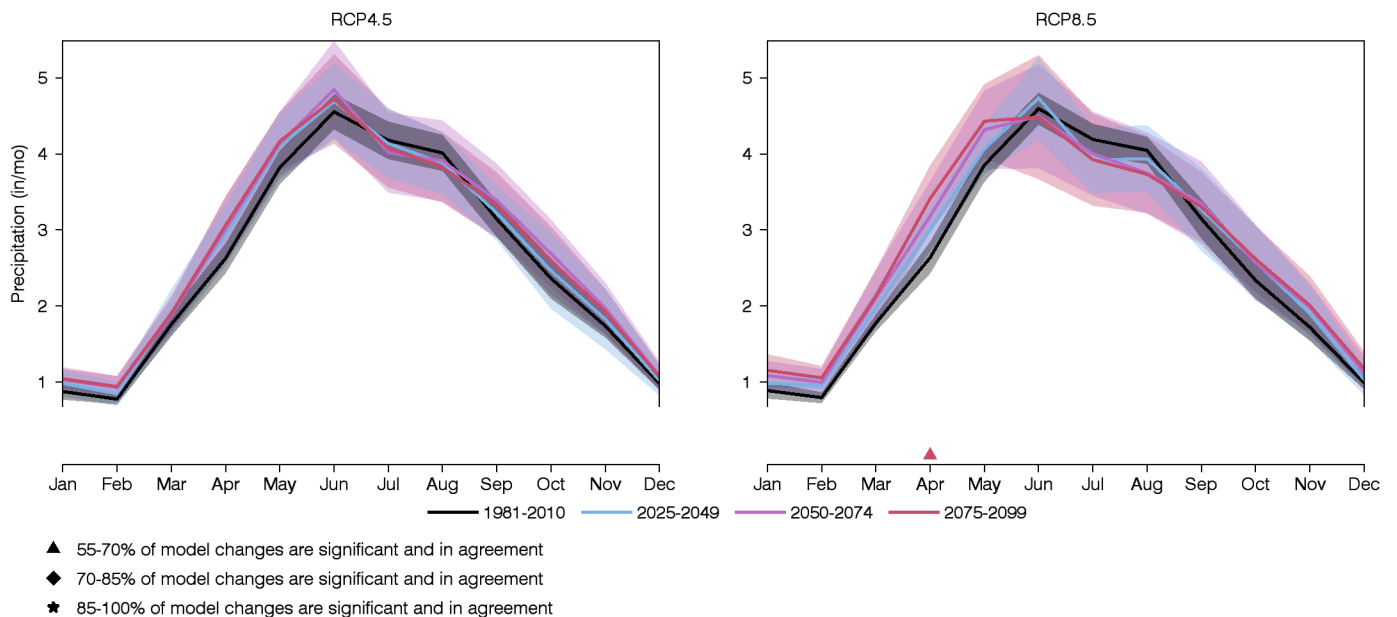 RCP4.5
RCP8.5
Precipitation (in/mo)
5
4
3
2
1
5
4
3
2
1
Jan Feb Mar Apr May Jun Jul Aug Sep Oct Nov Dec
Jan Feb Mar Apr May Jun Jul Aug Sep Oct Nov Dec
1981-2010 2025-2049 2050-2074 2075-2099
55-70% of model changes are significant and in agreement
70-85% of model changes are significant and in agreement
85-100% of model changes are significant and in agreement